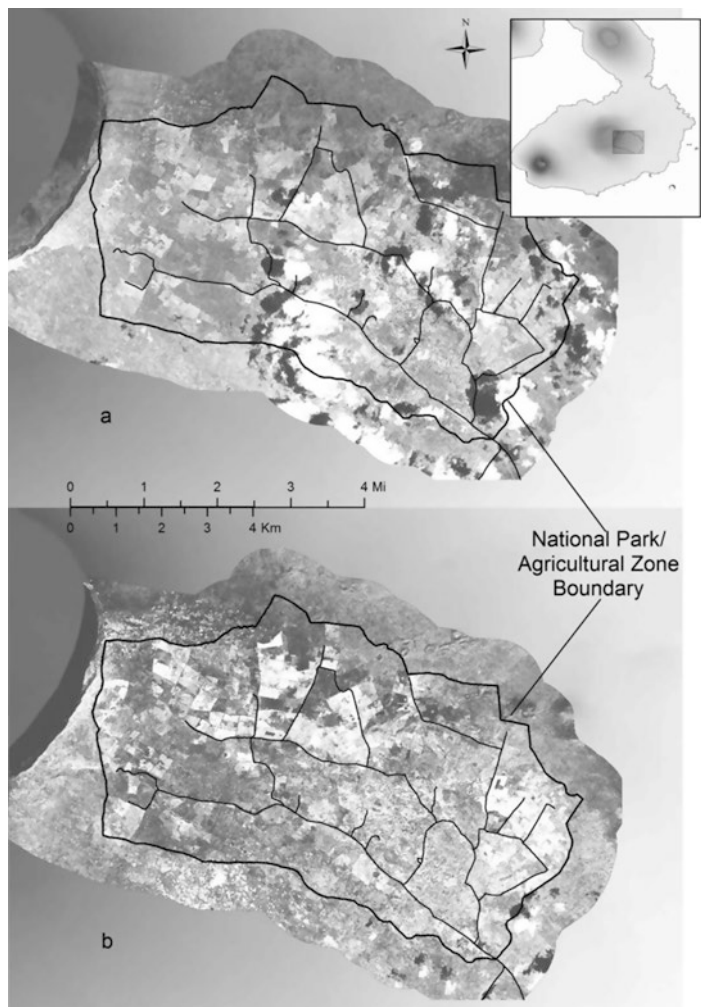 N
a
0 1 2 3 4 Mi
0 1 2 3 4 Km
National Park/
Agricultural Zone
Boundary
b